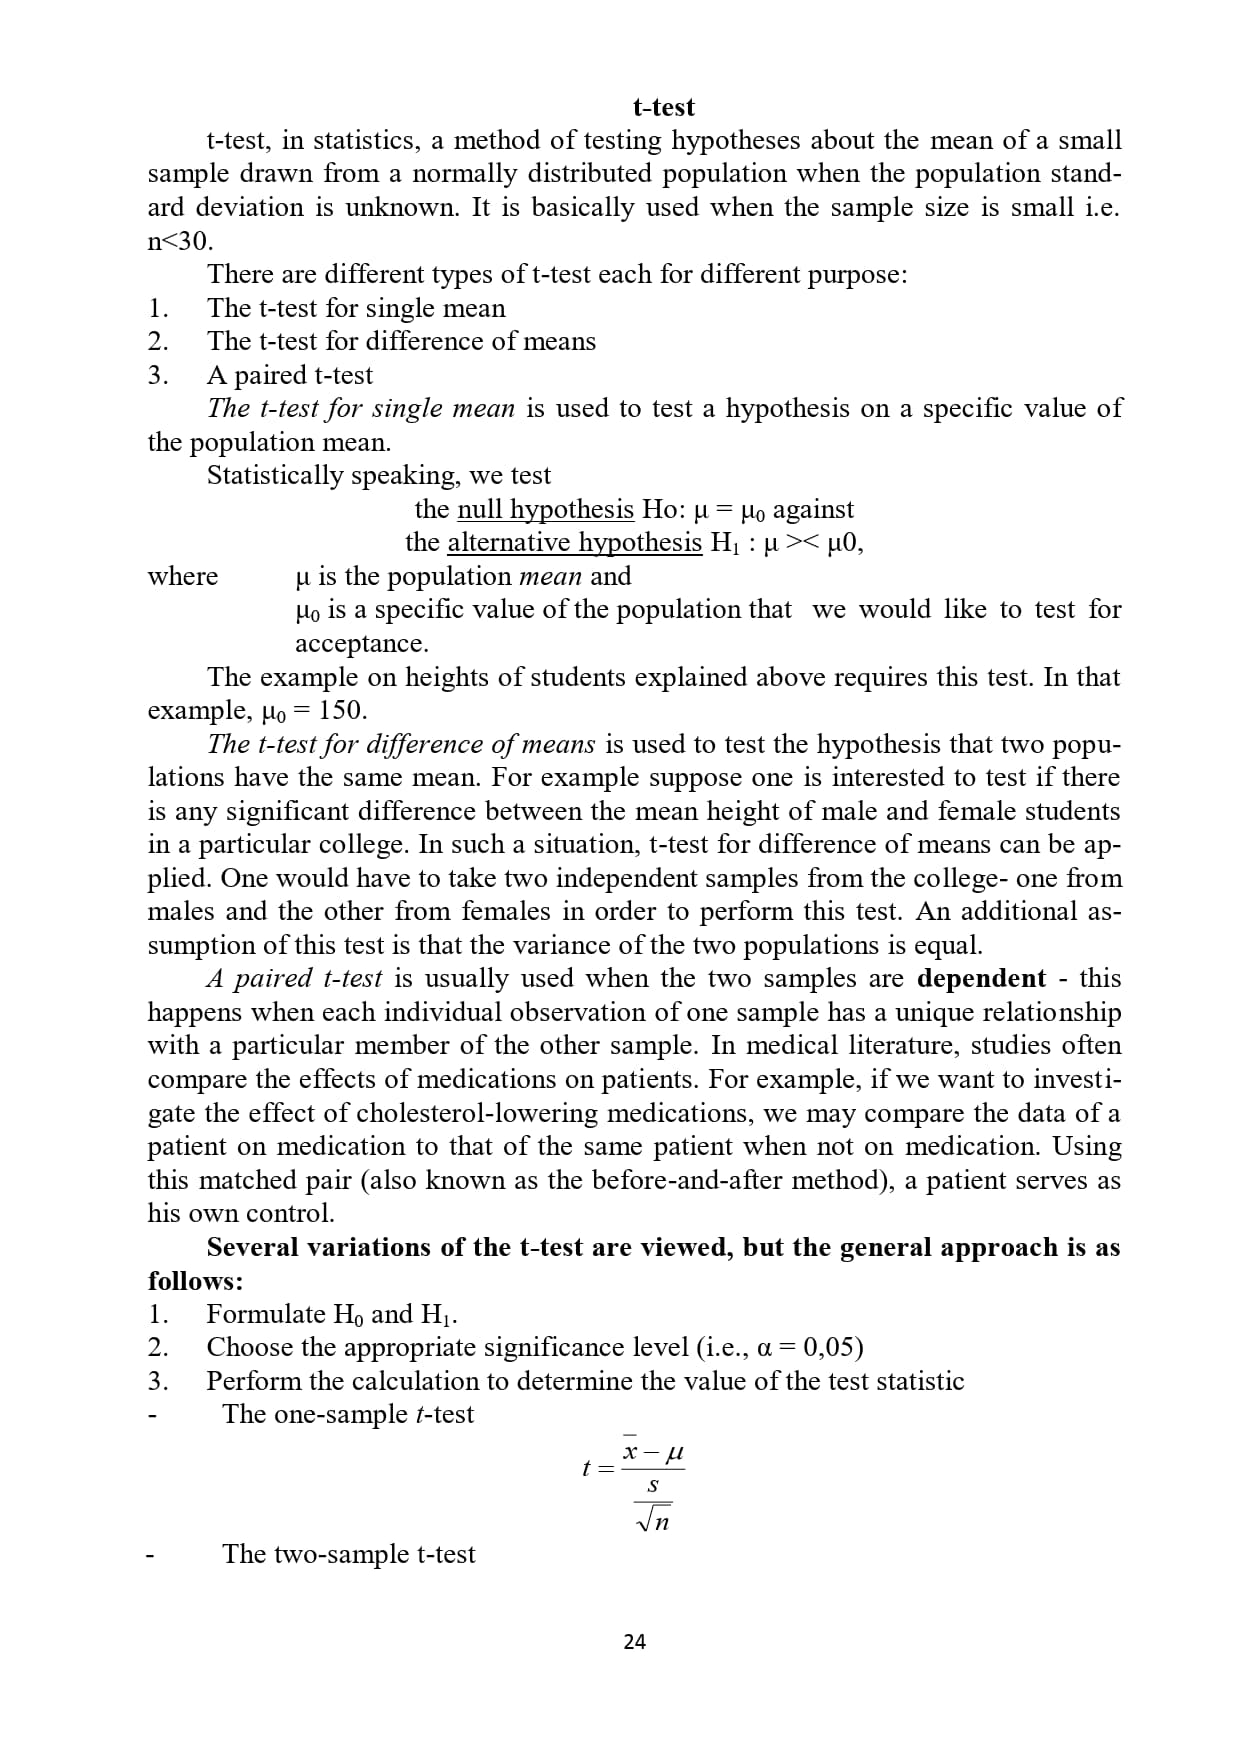 t-test
t-test, in statistics, a method of testing hypotheses about the mean of a small
sample drawn from a normally distributed population when the population stand-
ard deviation is unknown. It is basically used when the sample size is small i.e.
n<30.
There are different types of t-test each for different purpose:
1. The t-test for single mean
2. The t-test for difference of means
3. A paired t-test
The t-test for single mean is used to test a hypothesis on a specific value of
the population mean.
Statistically speaking, we test
the null hypothesis Ho: μ = μ₀ against
the alternative hypothesis H₁ : μ >< μ0,
where μ is the population mean and
μ₀ is a specific value of the population that we would like to test for
acceptance.
The example on heights of students explained above requires this test. In that
example, μ₀ = 150.
The t-test for difference of means is used to test the hypothesis that two popu-
lations have the same mean. For example suppose one is interested to test if there
is any significant difference between the mean height of male and female students
in a particular college. In such a situation, t-test for difference of means can be ap-
plied. One would have to take two independent samples from the college- one from
males and the other from females in order to perform this test. An additional as-
sumption of this test is that the variance of the two populations is equal.
A paired t-test is usually used when the two samples are dependent - this
happens when each individual observation of one sample has a unique relationship
with a particular member of the other sample. In medical literature, studies often
compare the effects of medications on patients. For example, if we want to investi-
gate the effect of cholesterol-lowering medications, we may compare the data of a
patient on medication to that of the same patient when not on medication. Using
this matched pair (also known as the before-and-after method), a patient serves as
his own control.
Several variations of the t-test are viewed, but the general approach is as
follows:
1. Formulate H₀ and H₁.
2. Choose the appropriate significance level (i.e., α = 0,05)
3. Perform the calculation to determine the value of the test statistic
- The one-sample t-test
x̄ − μ
t =
s
√n
- The two-sample t-test
24